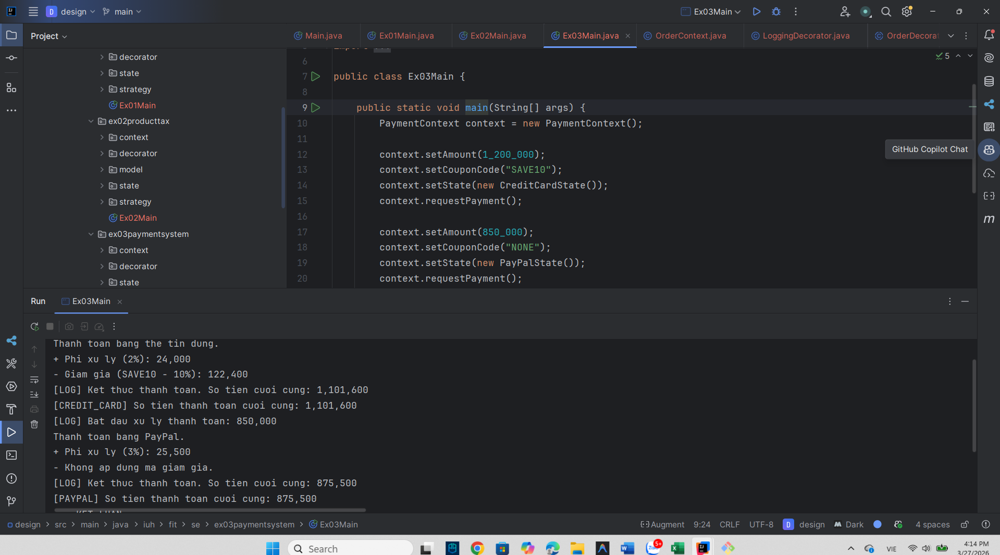 D design main Ex03Main
Project
Main.java Ex01Main.java Ex02Main.java Ex03Main.java OrderContext.java LoggingDecorator.java OrderDecorat
decorator
state
strategy
Ex01Main
ex02producttax
context
decorator
model
state
strategy
Ex02Main
ex03paymentsystem
context
decorator
state
5
6
7 public class Ex03Main {
8
9 public static void main(String[] args) {
10 PaymentContext context = new PaymentContext();
11
12 context.setAmount(1_200_000);
13 context.setCouponCode("SAVE10");
14 context.setState(new CreditCardState());
15 context.requestPayment();
16
17 context.setAmount(850_000);
18 context.setCouponCode("NONE");
19 context.setState(new PayPalState());
20 context.requestPayment();
GitHub Copilot Chat
m
Run Ex03Main
Thanh toan bang the tin dung.
+ Phi xu ly (2%): 24,000
- Giam gia (SAVE10 - 10%): 122,400
[LOG] Ket thuc thanh toan. So tien cuoi cung: 1,101,600
[CREDIT_CARD] So tien thanh toan cuoi cung: 1,101,600
[LOG] Bat dau xu ly thanh toan: 850,000
Thanh toan bang PayPal.
+ Phi xu ly (3%): 25,500
- Khong ap dung ma giam gia.
[LOG] Ket thuc thanh toan. So tien cuoi cung: 875,500
[PAYPAL] So tien thanh toan cuoi cung: 875,500
design > src > main > java > iuh > fit > se > ex03paymentsystem > Ex03Main
Augment 9:24 CRLF UTF-8 D design Dark 4 spaces
Search
5+
VIE
4:14 PM
3/27/2026